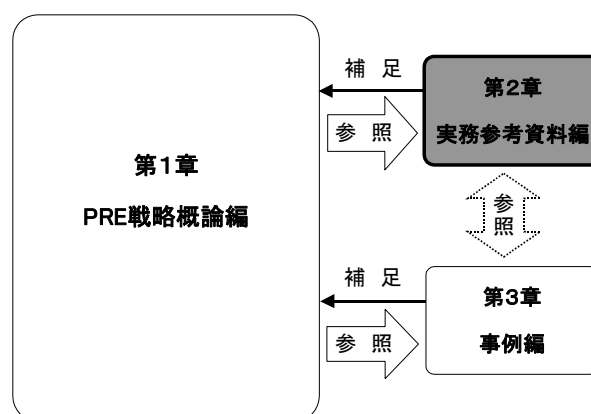 第1章
PRE戦略概論編
補 足
参 照
第2章
実務参考資料編
参
照
補 足
参 照
第3章
事例編